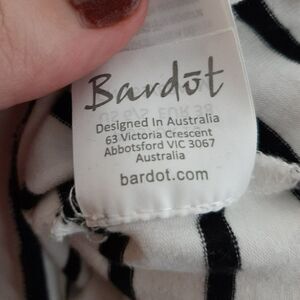 Bardot
Designed In Australia
63 Victoria Crescent
Abbotsford VIC 3067
Australia
bardot.com